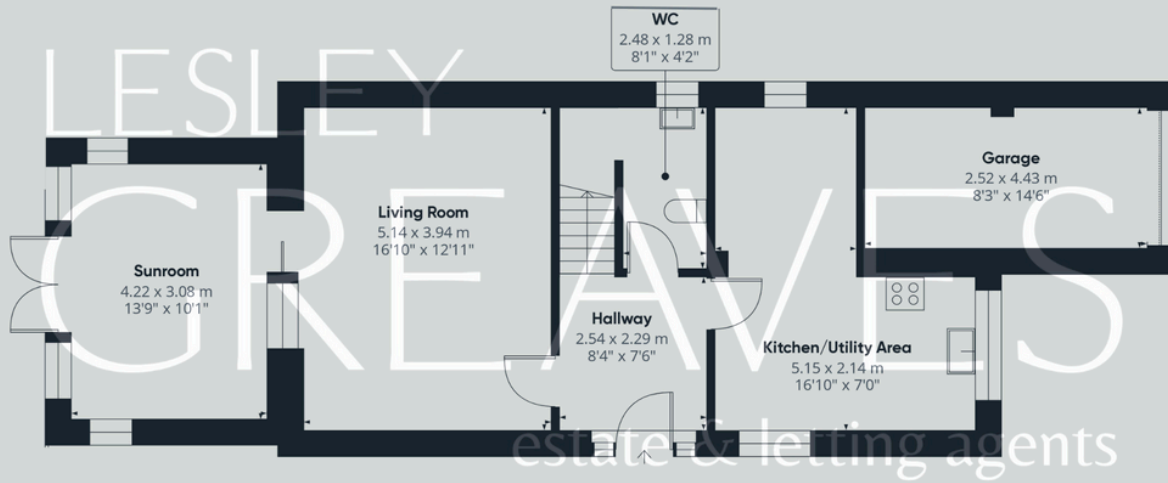 LESLEY
GREAVES
estate & letting agents
WC
2.48 x 1.28 m
8'1" x 4'2"
Living Room
5.14 x 3.94 m
16'10" x 12'11"
Garage
2.52 x 4.43 m
8'3" x 14'6"
Sunroom
4.22 x 3.08 m
13'9" x 10'1"
Hallway
2.54 x 2.29 m
8'4" x 7'6"
Kitchen/Utility Area
5.15 x 2.14 m
16'10" x 7'0"